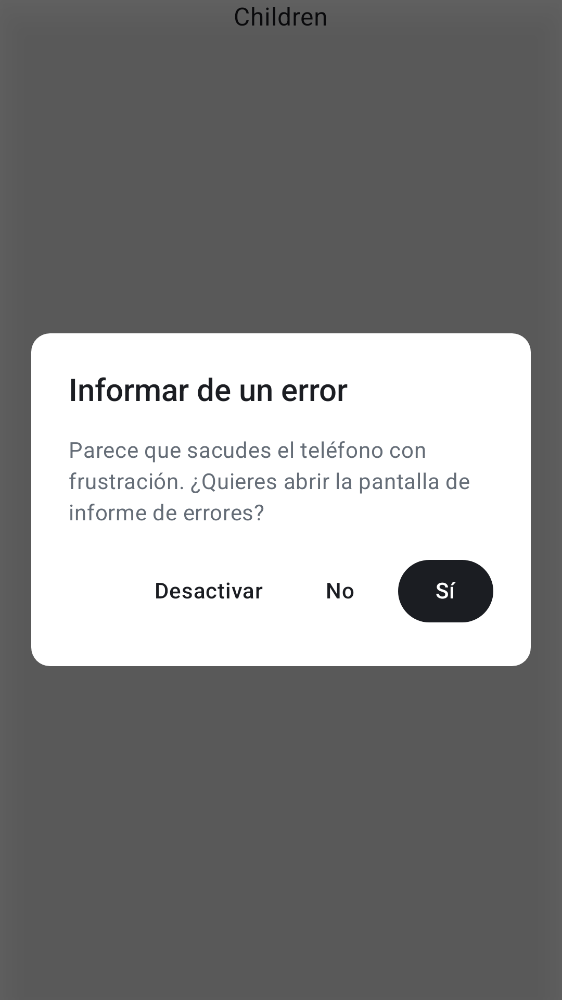 Children
Informar de un error
Parece que sacudes el teléfono con
frustración. ¿Quieres abrir la pantalla de
informe de errores?
Desactivar No Sí